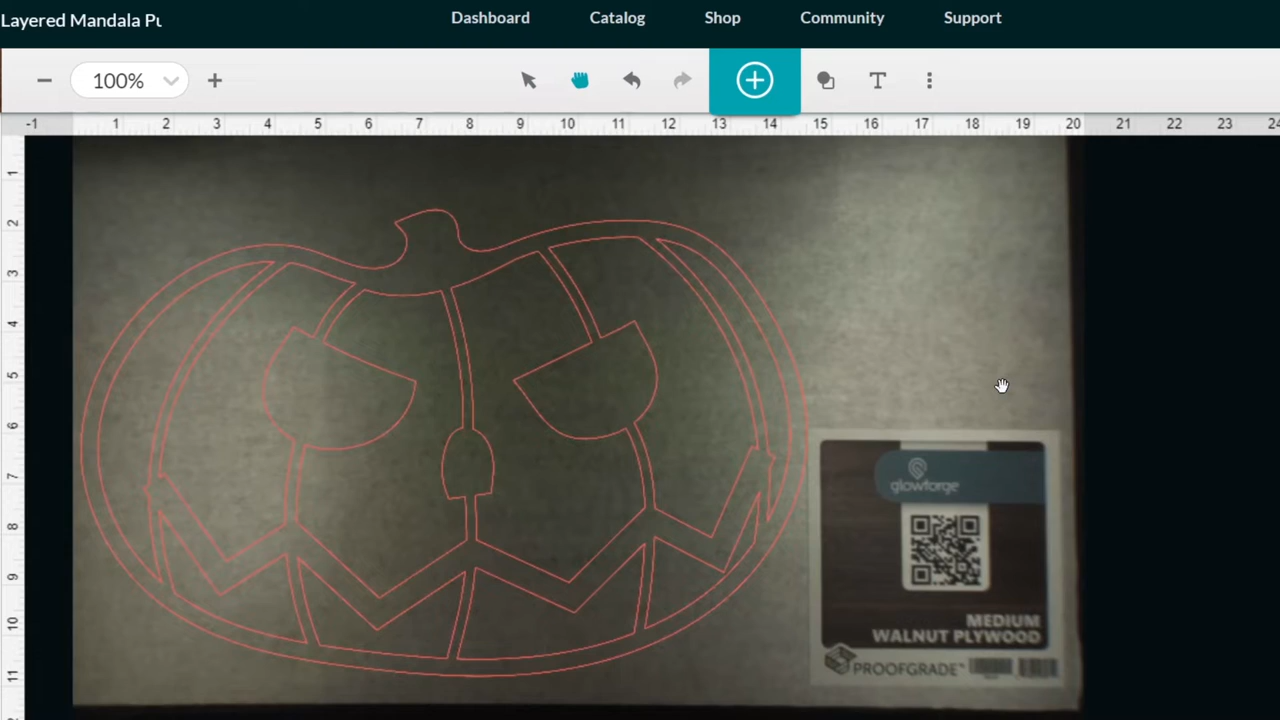 Layered Mandala Pu
Dashboard Catalog Shop Community Support
100%
-1 1 2 3 4 5 6 7 8 9 10 11 12 13 14 15 16 17 18 19 20 21 22 23 24
1
2
3
4
5
6
7
8
9
10
11
glowforge
MEDIUM
WALNUT PLYWOOD
PROOFGRADE™